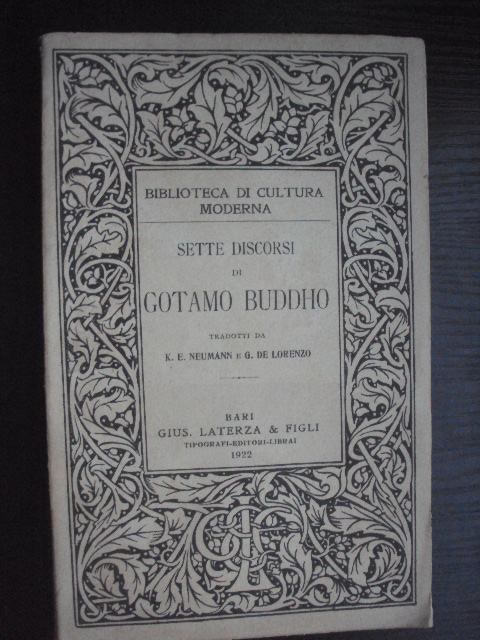 BIBLIOTECA DI CULTURA
MODERNA
SETTE DISCORSI
DI
GOTAMO BUDDHO
TRADOTTI DA
K. E. NEUMANN E G. DE LORENZO
BARI
GIUS. LATERZA & FIGLI
TIPOGRAFI-EDITORI-LIBRAI
1922